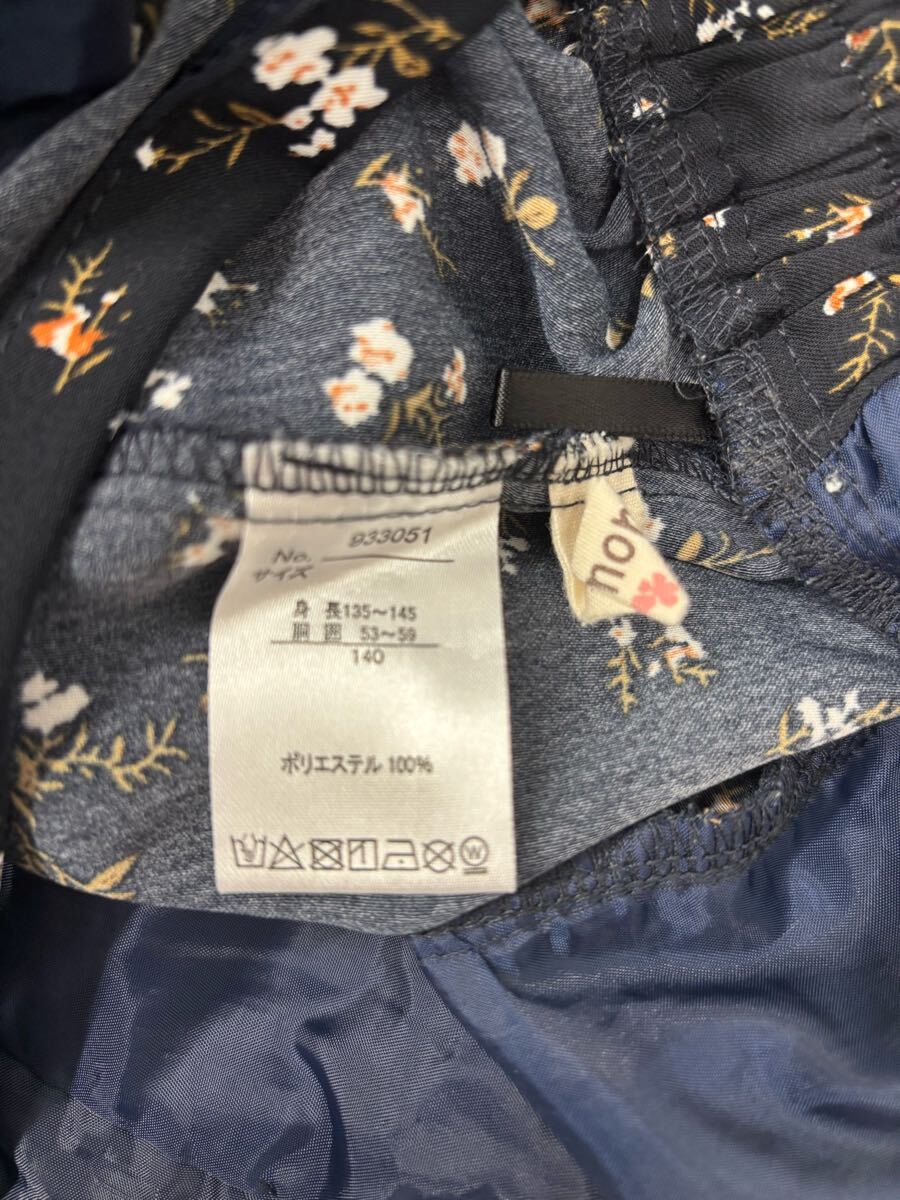 No. 933051
サイズ
身 長135～145
胴 囲 53～59
140
ポリエステル 100%
W
nor